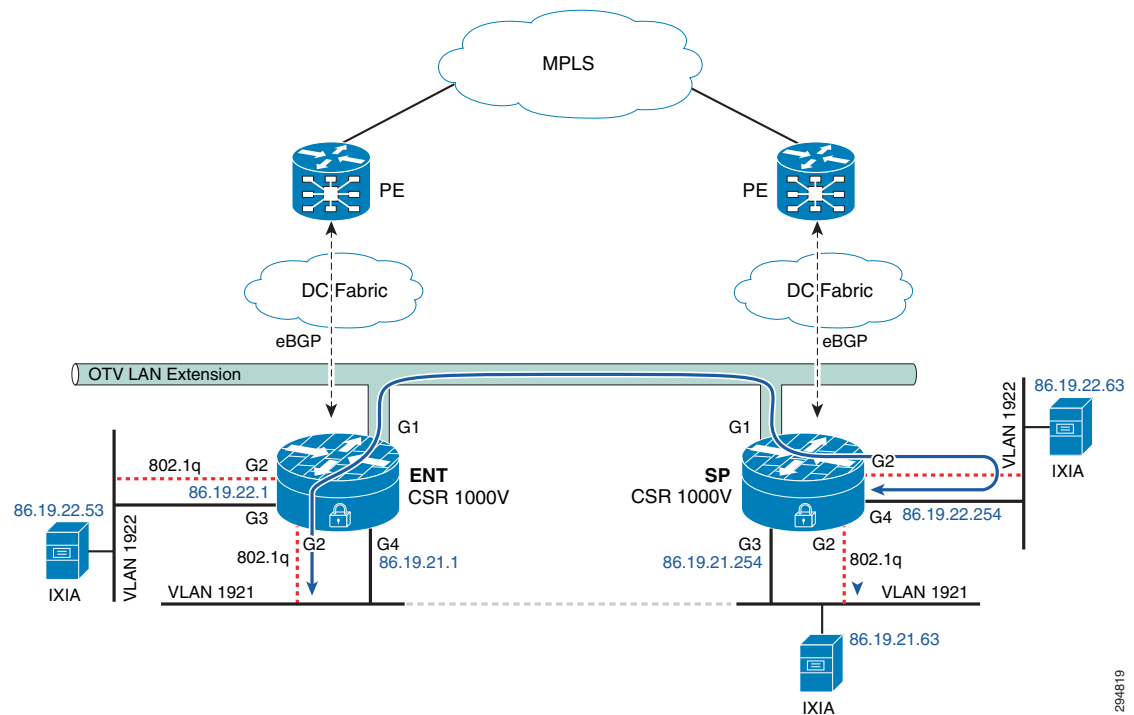 MPLS
PE
PE
DC Fabric
DC Fabric
eBGP
eBGP
OTV LAN Extension
86.19.22.63
VLAN 1922
IXIA
G1
G1
802.1q
G2
ENT
CSR 1000V
SP
CSR 1000V
G2
86.19.22.1
86.19.22.53
G3
G4
86.19.22.254
VLAN 1922
IXIA
802.1q
G2
G4
86.19.21.1
G3
86.19.21.254
G2
802.1q
VLAN 1921
VLAN 1921
86.19.21.63
IXIA
294819